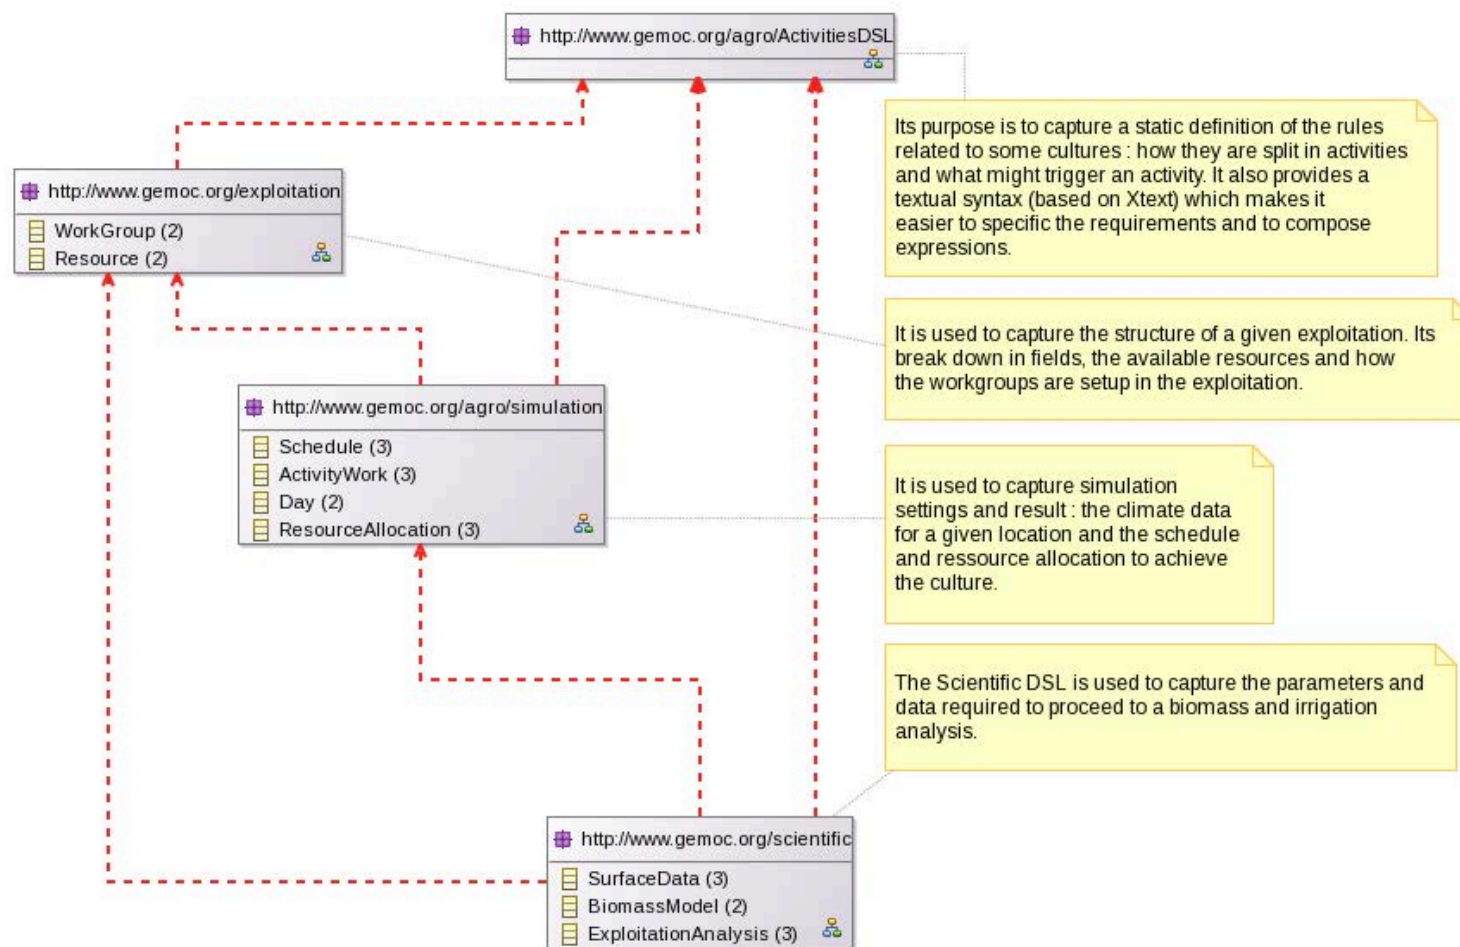 http://www.gemoc.org/agro/ActivitiesDSL
Its purpose is to capture a static definition of the rules
related to some cultures : how they are split in activities
and what might trigger an activity. It also provides a
textual syntax (based on Xtext) which makes it
easier to specific the requirements and to compose
expressions.
http://www.gemoc.org/exploitation
WorkGroup (2)
Resource (2)
It is used to capture the structure of a given exploitation. Its
break down in fields, the available resources and how
the workgroups are setup in the exploitation.
http://www.gemoc.org/agro/simulation
Schedule (3)
ActivityWork (3)
Day (2)
ResourceAllocation (3)
It is used to capture simulation
settings and result : the climate data
for a given location and the schedule
and ressource allocation to achieve
the culture.
The Scientific DSL is used to capture the parameters and
data required to proceed to a biomass and irrigation
analysis.
http://www.gemoc.org/scientific
SurfaceData (3)
BiomassModel (2)
ExploitationAnalysis (3)